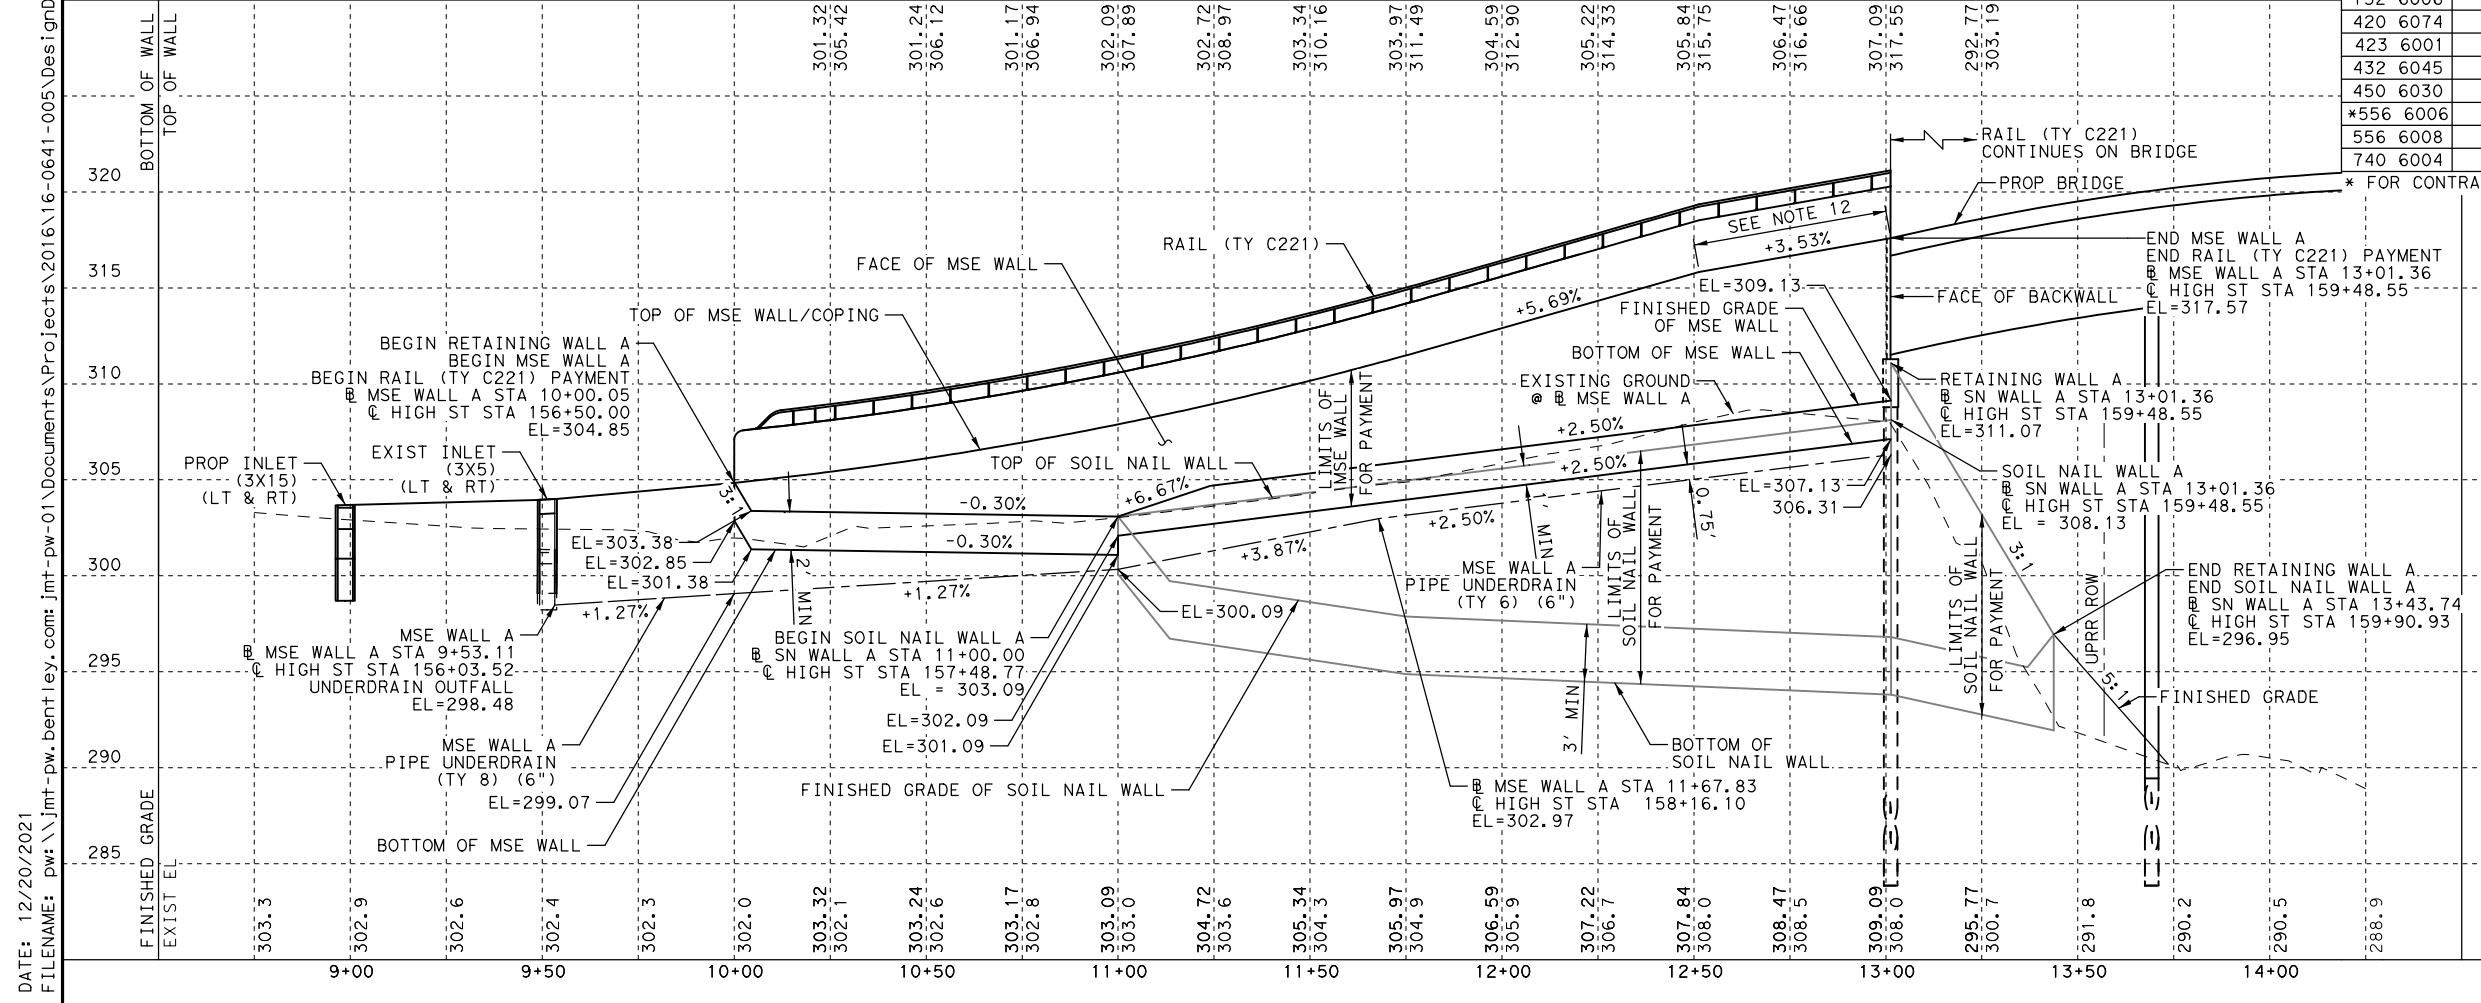 DATE: 12/20/2021
FILENAME: pw:\\jmt-pw.bentley.com:jmt-pw-01\Documents\Projects\2016\16-0641-005\DesignD
BOTTOM OF WALL
TOP OF WALL
301.32
305.42
301.24
306.12
301.17
306.94
302.09
307.89
302.72
308.97
303.34
310.16
303.97
311.49
304.59
312.90
305.22
314.33
305.84
315.75
306.47
316.66
307.09
317.55
292.77
303.19
420 6074
423 6001
432 6045
450 6030
*556 6006
556 6008
740 6004
* FOR CONTRA
320
315
310
305
300
295
290
285
RAIL (TY C221)
CONTINUES ON BRIDGE
PROP BRIDGE
SEE NOTE 12
+3.53%
RAIL (TY C221)
FACE OF MSE WALL
TOP OF MSE WALL/COPING
+5.69%
EL=309.13
FINISHED GRADE
OF MSE WALL
BOTTOM OF MSE WALL
EXISTING GROUND
@ ℄ MSE WALL A
END MSE WALL A
END RAIL (TY C221) PAYMENT
℄ MSE WALL A STA 13+01.36
℄ HIGH ST STA 159+48.55
EL=317.57
FACE OF BACKWALL
BEGIN RETAINING WALL A
BEGIN MSE WALL A
BEGIN RAIL (TY C221) PAYMENT
℄ MSE WALL A STA 10+00.05
℄ HIGH ST STA 156+50.00
EL=304.85
PROP INLET
(3X15)
(LT & RT)
EXIST INLET
(3X5)
(LT & RT)
3:1
LIMITS OF
MSE WALL
FOR PAYMENT
TOP OF SOIL NAIL WALL
+6.67%
+2.50%
+2.50%
RETAINING WALL A
℄ SN WALL A STA 13+01.36
℄ HIGH ST STA 159+48.55
EL=311.07
SOIL NAIL WALL A
℄ SN WALL A STA 13+01.36
℄ HIGH ST STA 159+48.55
EL = 308.13
EL=307.13
306.31
-0.30%
-0.30%
EL=303.38
EL=302.85
EL=301.38
2' MIN
+1.27%
+1.27%
+3.87%
+2.50%
1' MIN
0.75'
MSE WALL A
PIPE UNDERDRAIN
(TY 6) (6")
LIMITS OF
SOIL NAIL WALL
FOR PAYMENT
LIMITS OF
SOIL NAIL WALL
FOR PAYMENT
3:1
UPRR ROW
END RETAINING WALL A
END SOIL NAIL WALL A
℄ SN WALL A STA 13+43.74
℄ HIGH ST STA 159+90.93
EL=296.95
EL=300.09
MSE WALL A
℄ MSE WALL A STA 9+53.11
℄ HIGH ST STA 156+03.52
UNDERDRAIN OUTFALL
EL=298.48
BEGIN SOIL NAIL WALL A
℄ SN WALL A STA 11+00.00
℄ HIGH ST STA 157+48.77
EL = 303.09
EL=302.09
EL=301.09
MSE WALL A
PIPE UNDERDRAIN
(TY 8) (6")
EL=299.07
BOTTOM OF MSE WALL
FINISHED GRADE OF SOIL NAIL WALL
3' MIN
BOTTOM OF
SOIL NAIL WALL
5:1
FINISHED GRADE
℄ MSE WALL A STA 11+67.83
℄ HIGH ST STA 158+16.10
EL=302.97
FINISHED GRADE
EXIST EL
303.3
302.9
302.6
302.4
302.3
302.0
303.32
302.1
303.24
302.6
303.17
302.8
303.09
303.0
304.72
303.6
305.34
304.3
305.97
304.9
306.59
305.9
307.22
306.7
307.84
308.0
308.47
308.5
309.09
308.0
295.77
300.7
291.8
290.2
290.5
288.9
9+00
9+50
10+00
10+50
11+00
11+50
12+00
12+50
13+00
13+50
14+00